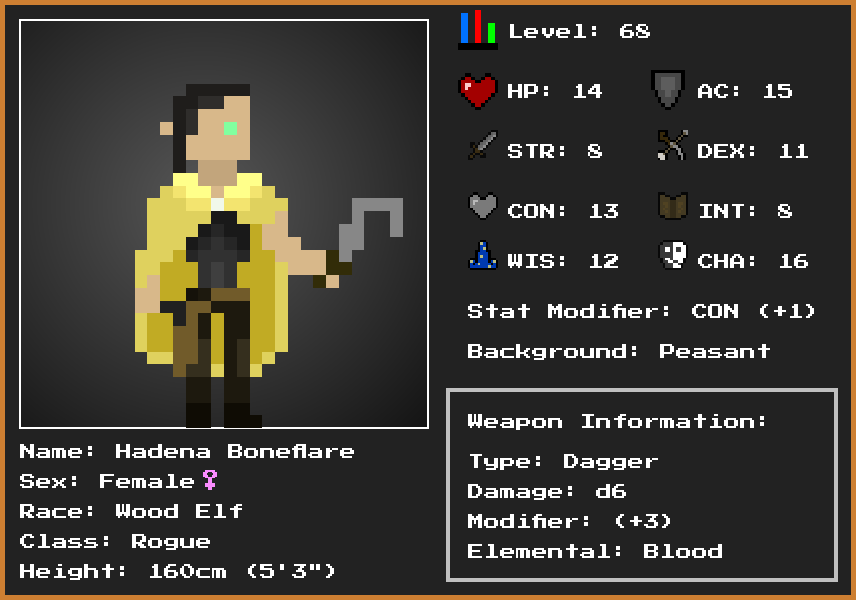 Level: 68
HP: 14
AC: 15
STR: 8
DEX: 11
CON: 13
INT: 8
WIS: 12
CHA: 16
Stat Modifier: CON (+1)
Background: Peasant
Weapon Information:
Type: Dagger
Damage: d6
Modifier: (+3)
Elemental: Blood
Name: Hadena Boneflare
Sex: Female♀
Race: Wood Elf
Class: Rogue
Height: 160cm (5'3")